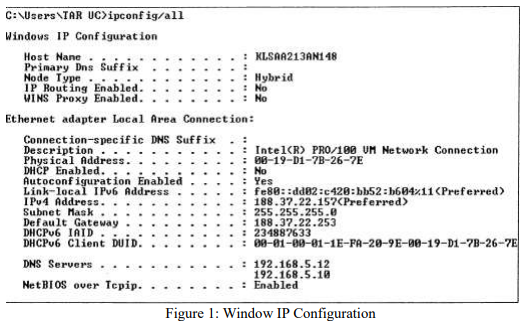 C:\Users\TAR UC>ipconfig/all
Windows IP Configuration
Host Name . . . . . . . . . . . . : KLSAA213AN148
Primary Dns Suffix . . . . . . . :
Node Type . . . . . . . . . . . . : Hybrid
IP Routing Enabled. . . . . . . . : No
WINS Proxy Enabled. . . . . . . . : No
Ethernet adapter Local Area Connection:
Connection-specific DNS Suffix . :
Description . . . . . . . . . . . : Intel(R) PRO/100 VM Network Connection
Physical Address. . . . . . . . . : 00-19-D1-7B-26-7E
DHCP Enabled. . . . . . . . . . . : No
Autoconfiguration Enabled . . . . : Yes
Link-local IPv6 Address . . . . . : fe80::dd02:c420:bb52:b604%11(Preferred)
IPv4 Address. . . . . . . . . . . : 188.37.22.157(Preferred)
Subnet Mask . . . . . . . . . . . : 255.255.255.0
Default Gateway . . . . . . . . . : 188.37.22.253
DHCPv6 IAID . . . . . . . . . . . : 234887633
DHCPv6 Client DUID. . . . . . . . : 00-01-00-01-1E-FA-20-9E-00-19-D1-7B-26-7E
DNS Servers . . . . . . . . . . . : 192.168.5.12
192.168.5.10
NetBIOS over Tcpip. . . . . . . . : Enabled
Figure 1: Window IP Configuration